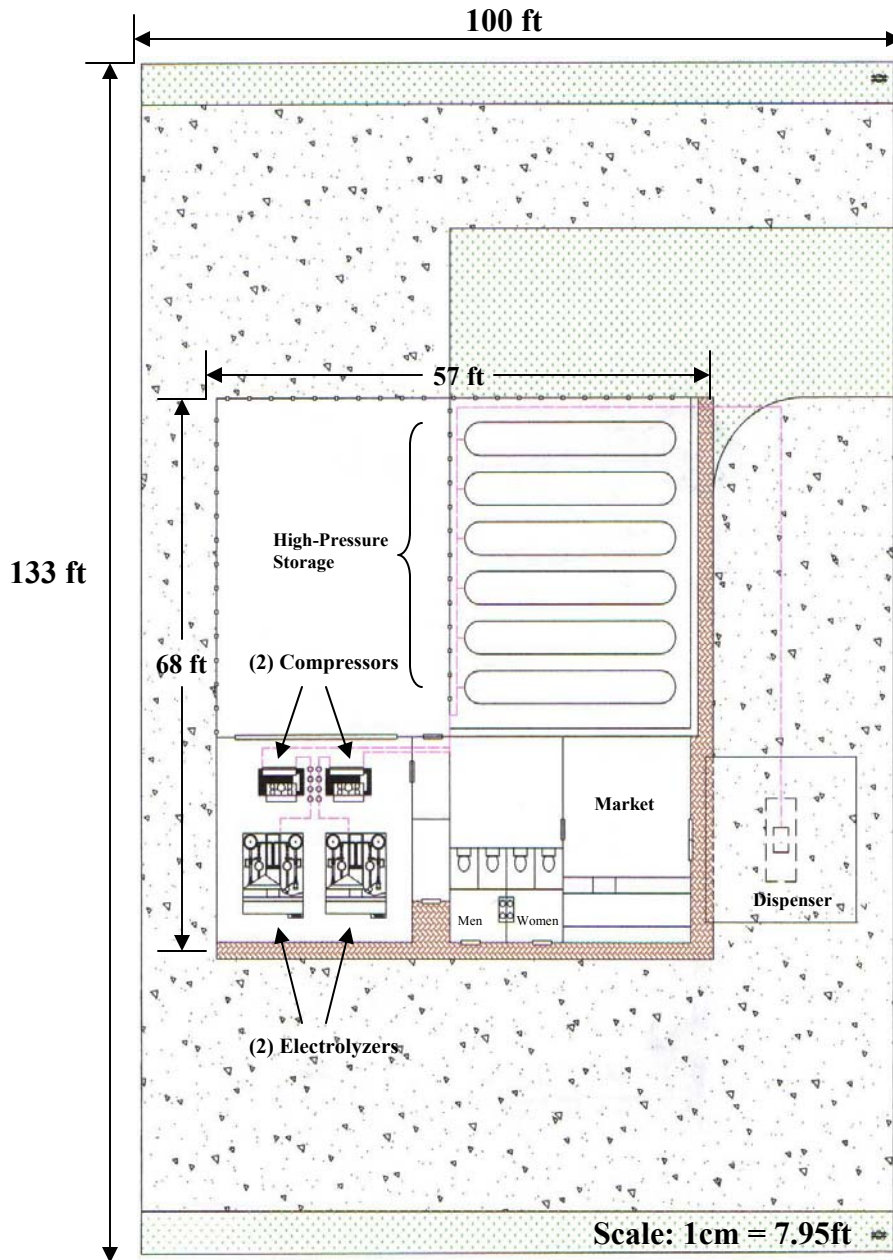 100 ft
57 ft
High-Pressure
Storage
133 ft
68 ft
(2) Compressors
Market
Dispenser
Men
Women
(2) Electrolyzers
Scale: 1cm = 7.95ft